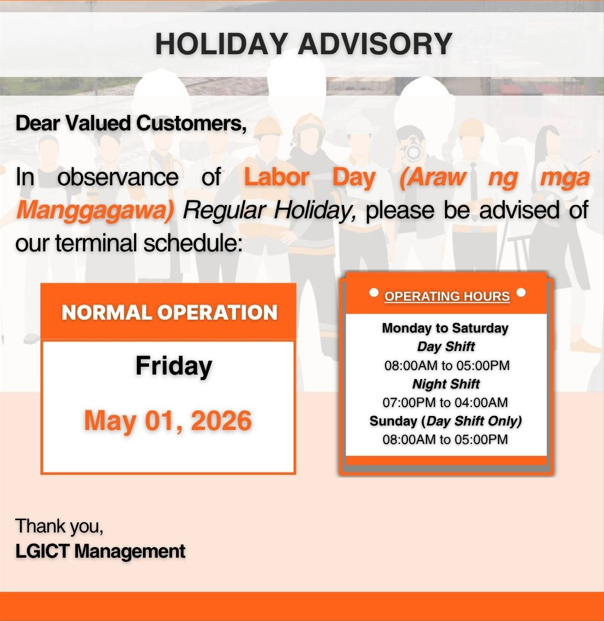 HOLIDAY ADVISORY
Dear Valued Customers,
In observance of Labor Day (Araw ng mga
Manggagawa) Regular Holiday, please be advised of
our terminal schedule:
NORMAL OPERATION
Friday
May 01, 2026
OPERATING HOURS
Monday to Saturday
Day Shift
08:00AM to 05:00PM
Night Shift
07:00PM to 04:00AM
Sunday (Day Shift Only)
08:00AM to 05:00PM
Thank you,
LGICT Management